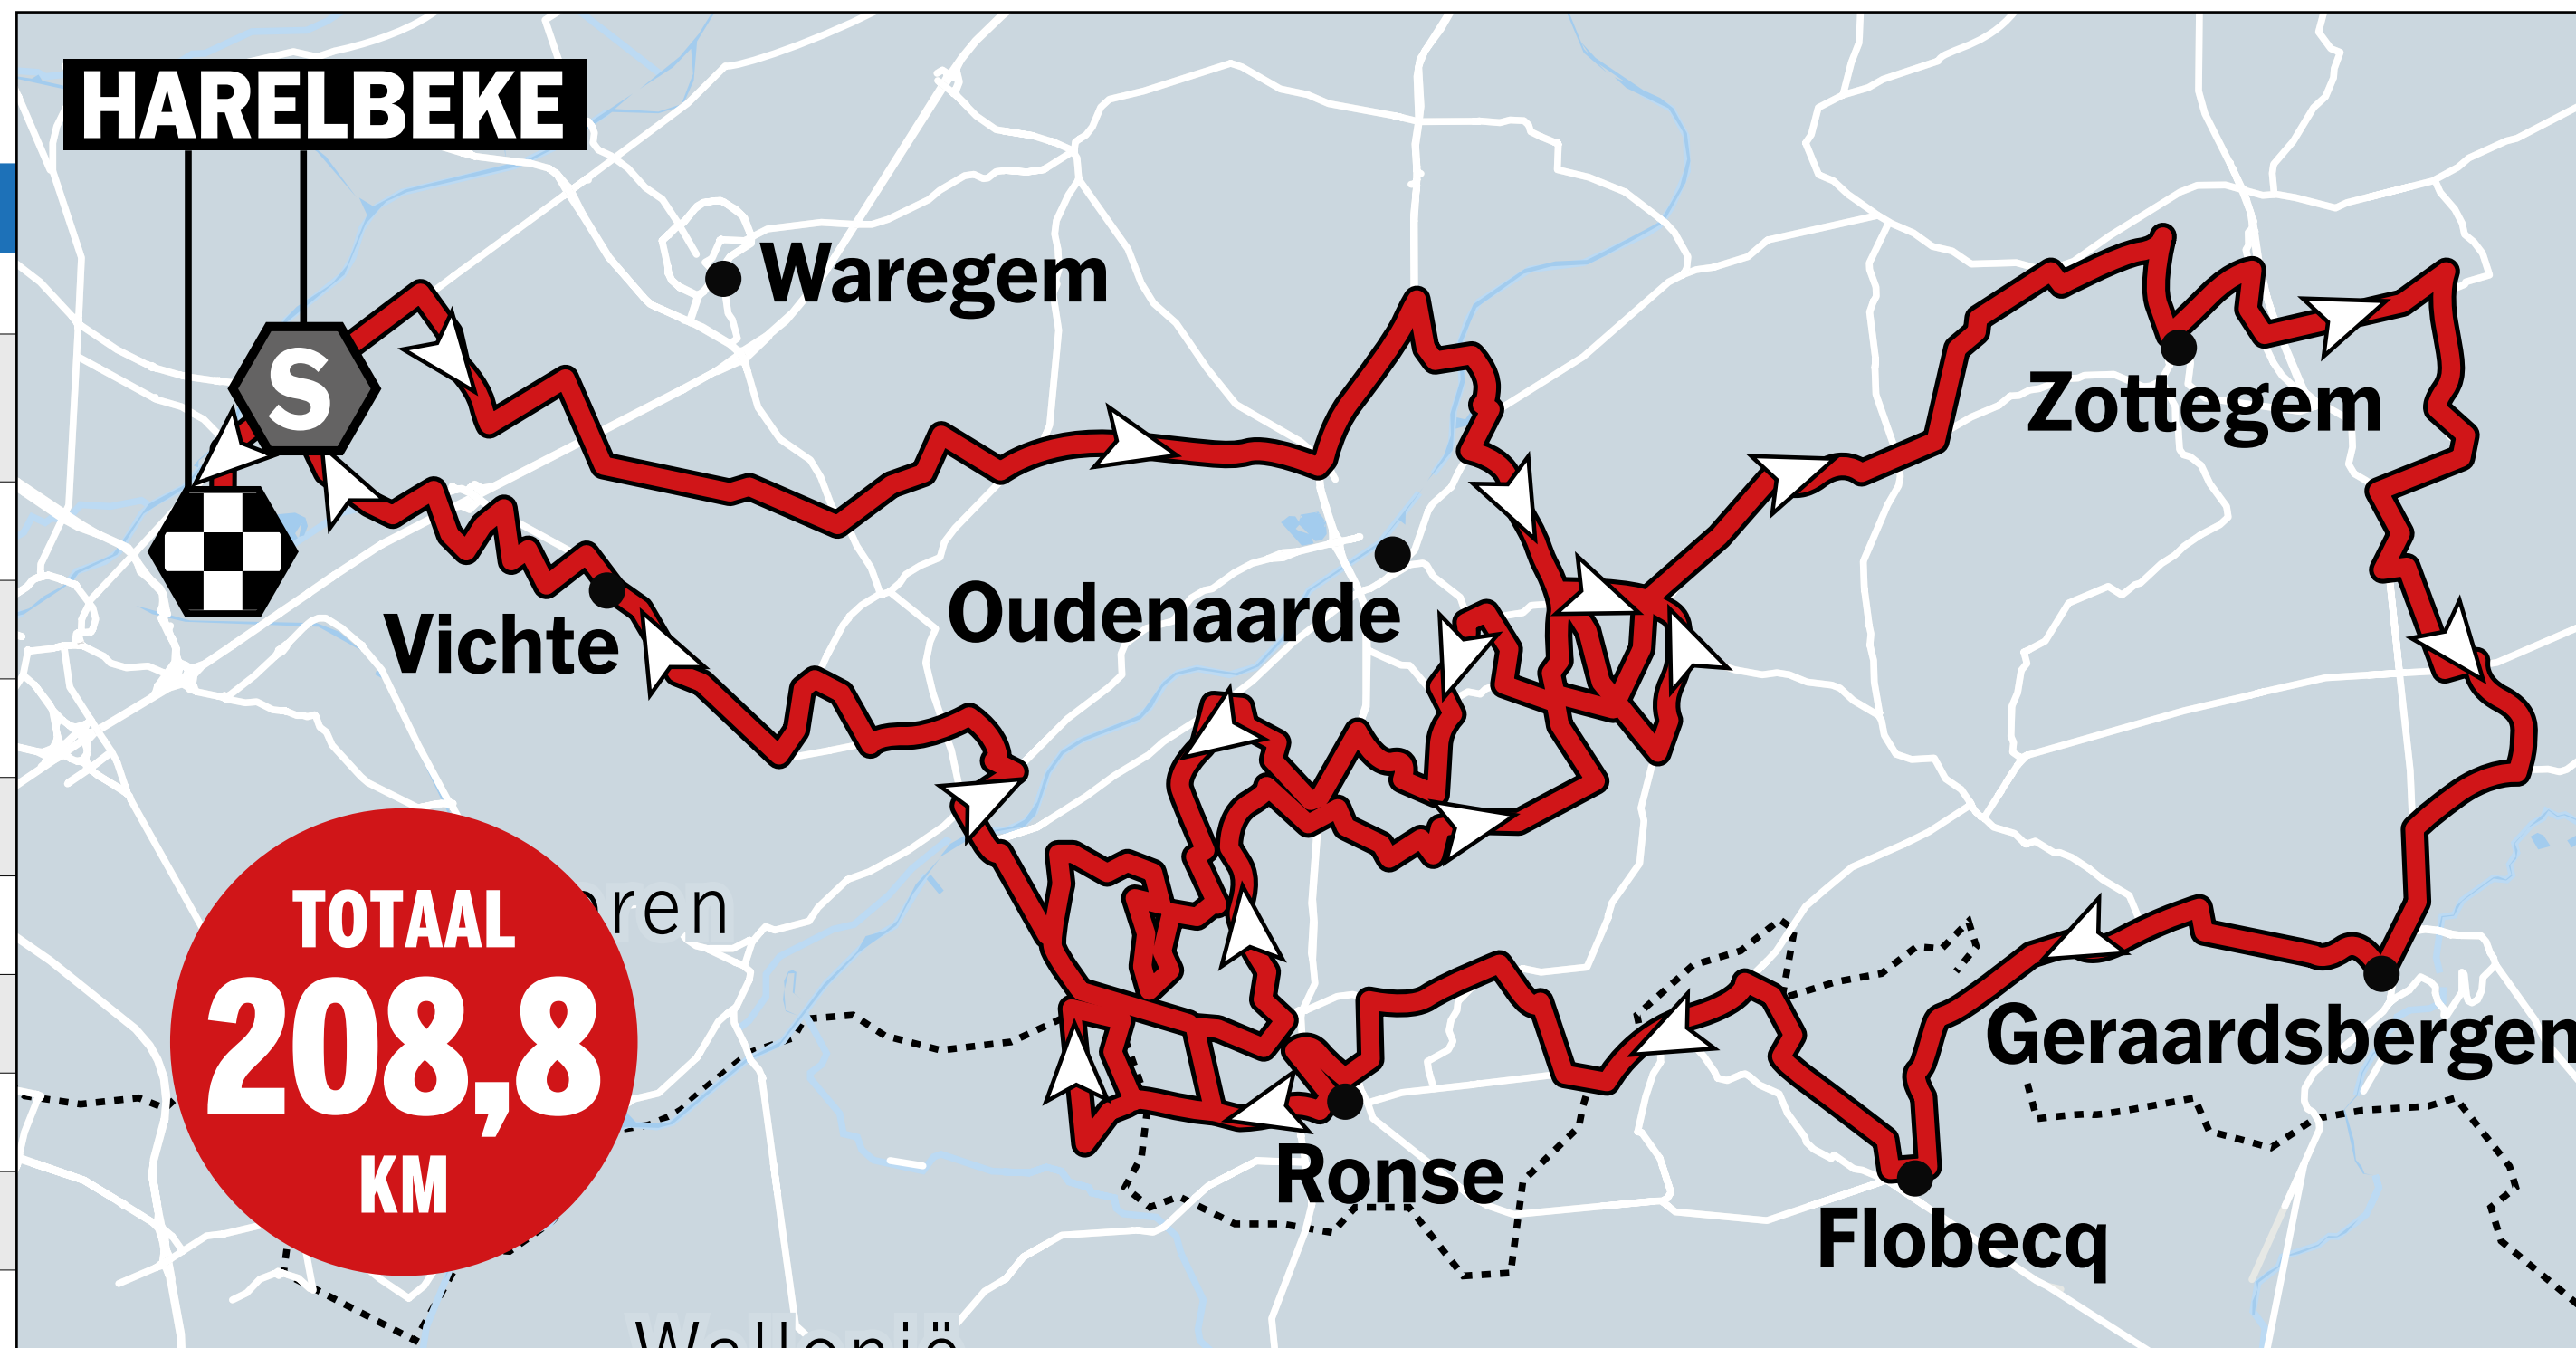 HARELBEKE
Waregem
S
Zottegem
Oudenaarde
Vichte
TOTAAL
208,8
KM
Geraardsbergen
Ronse
Flobecq